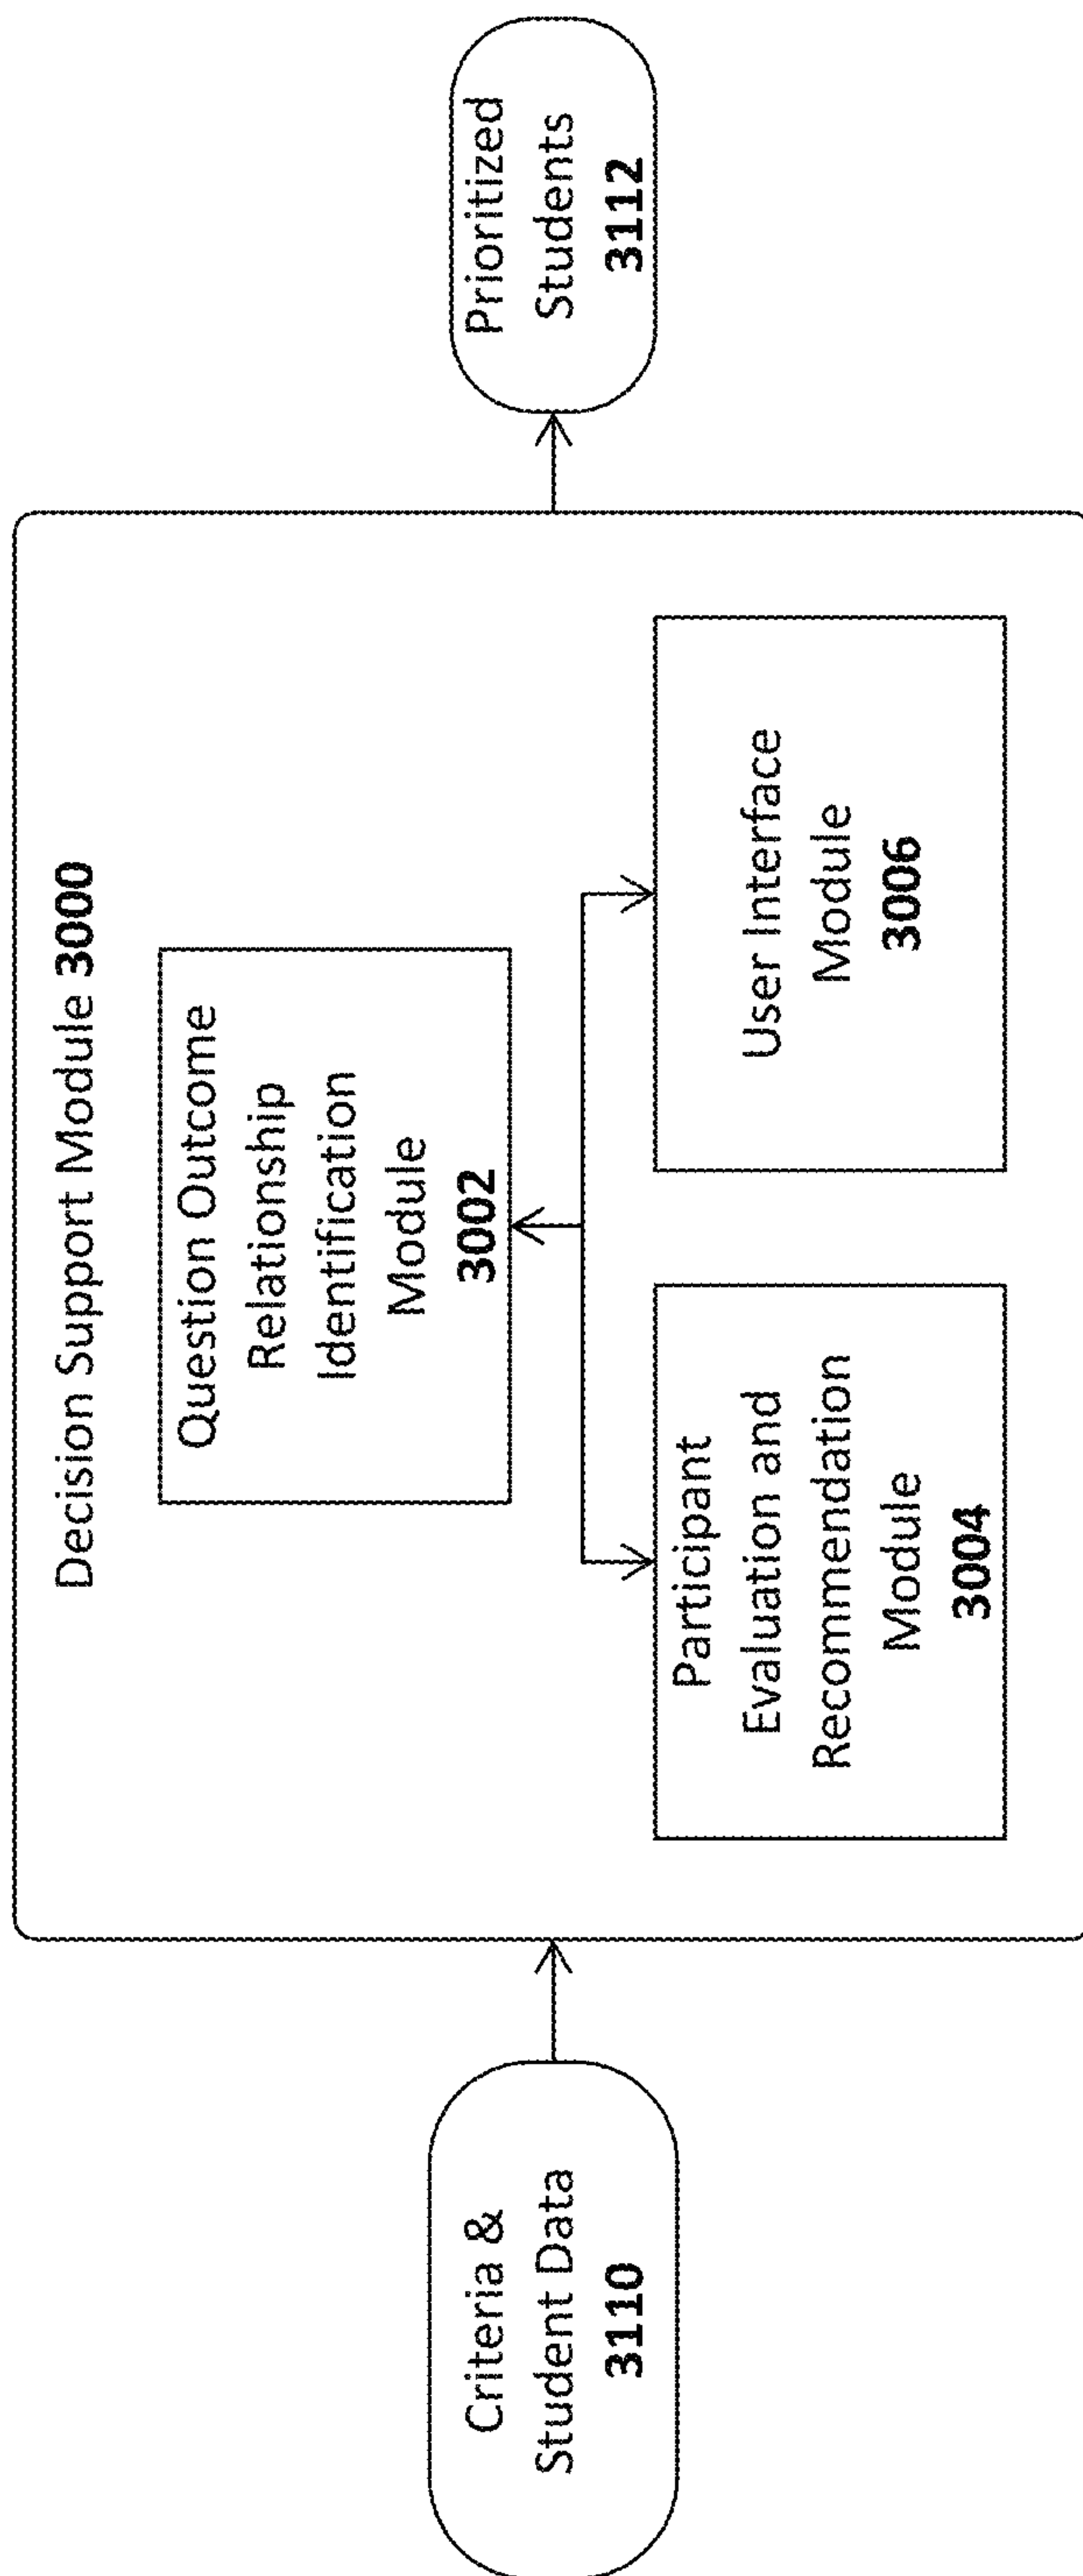 Decision Support Module 3000
Criteria &
Student Data
3110
Question Outcome
Relationship
Identification
Module
3002
Participant
Evaluation and
Recommendation
Module
3004
User Interface
Module
3006
Prioritized
Students
3112